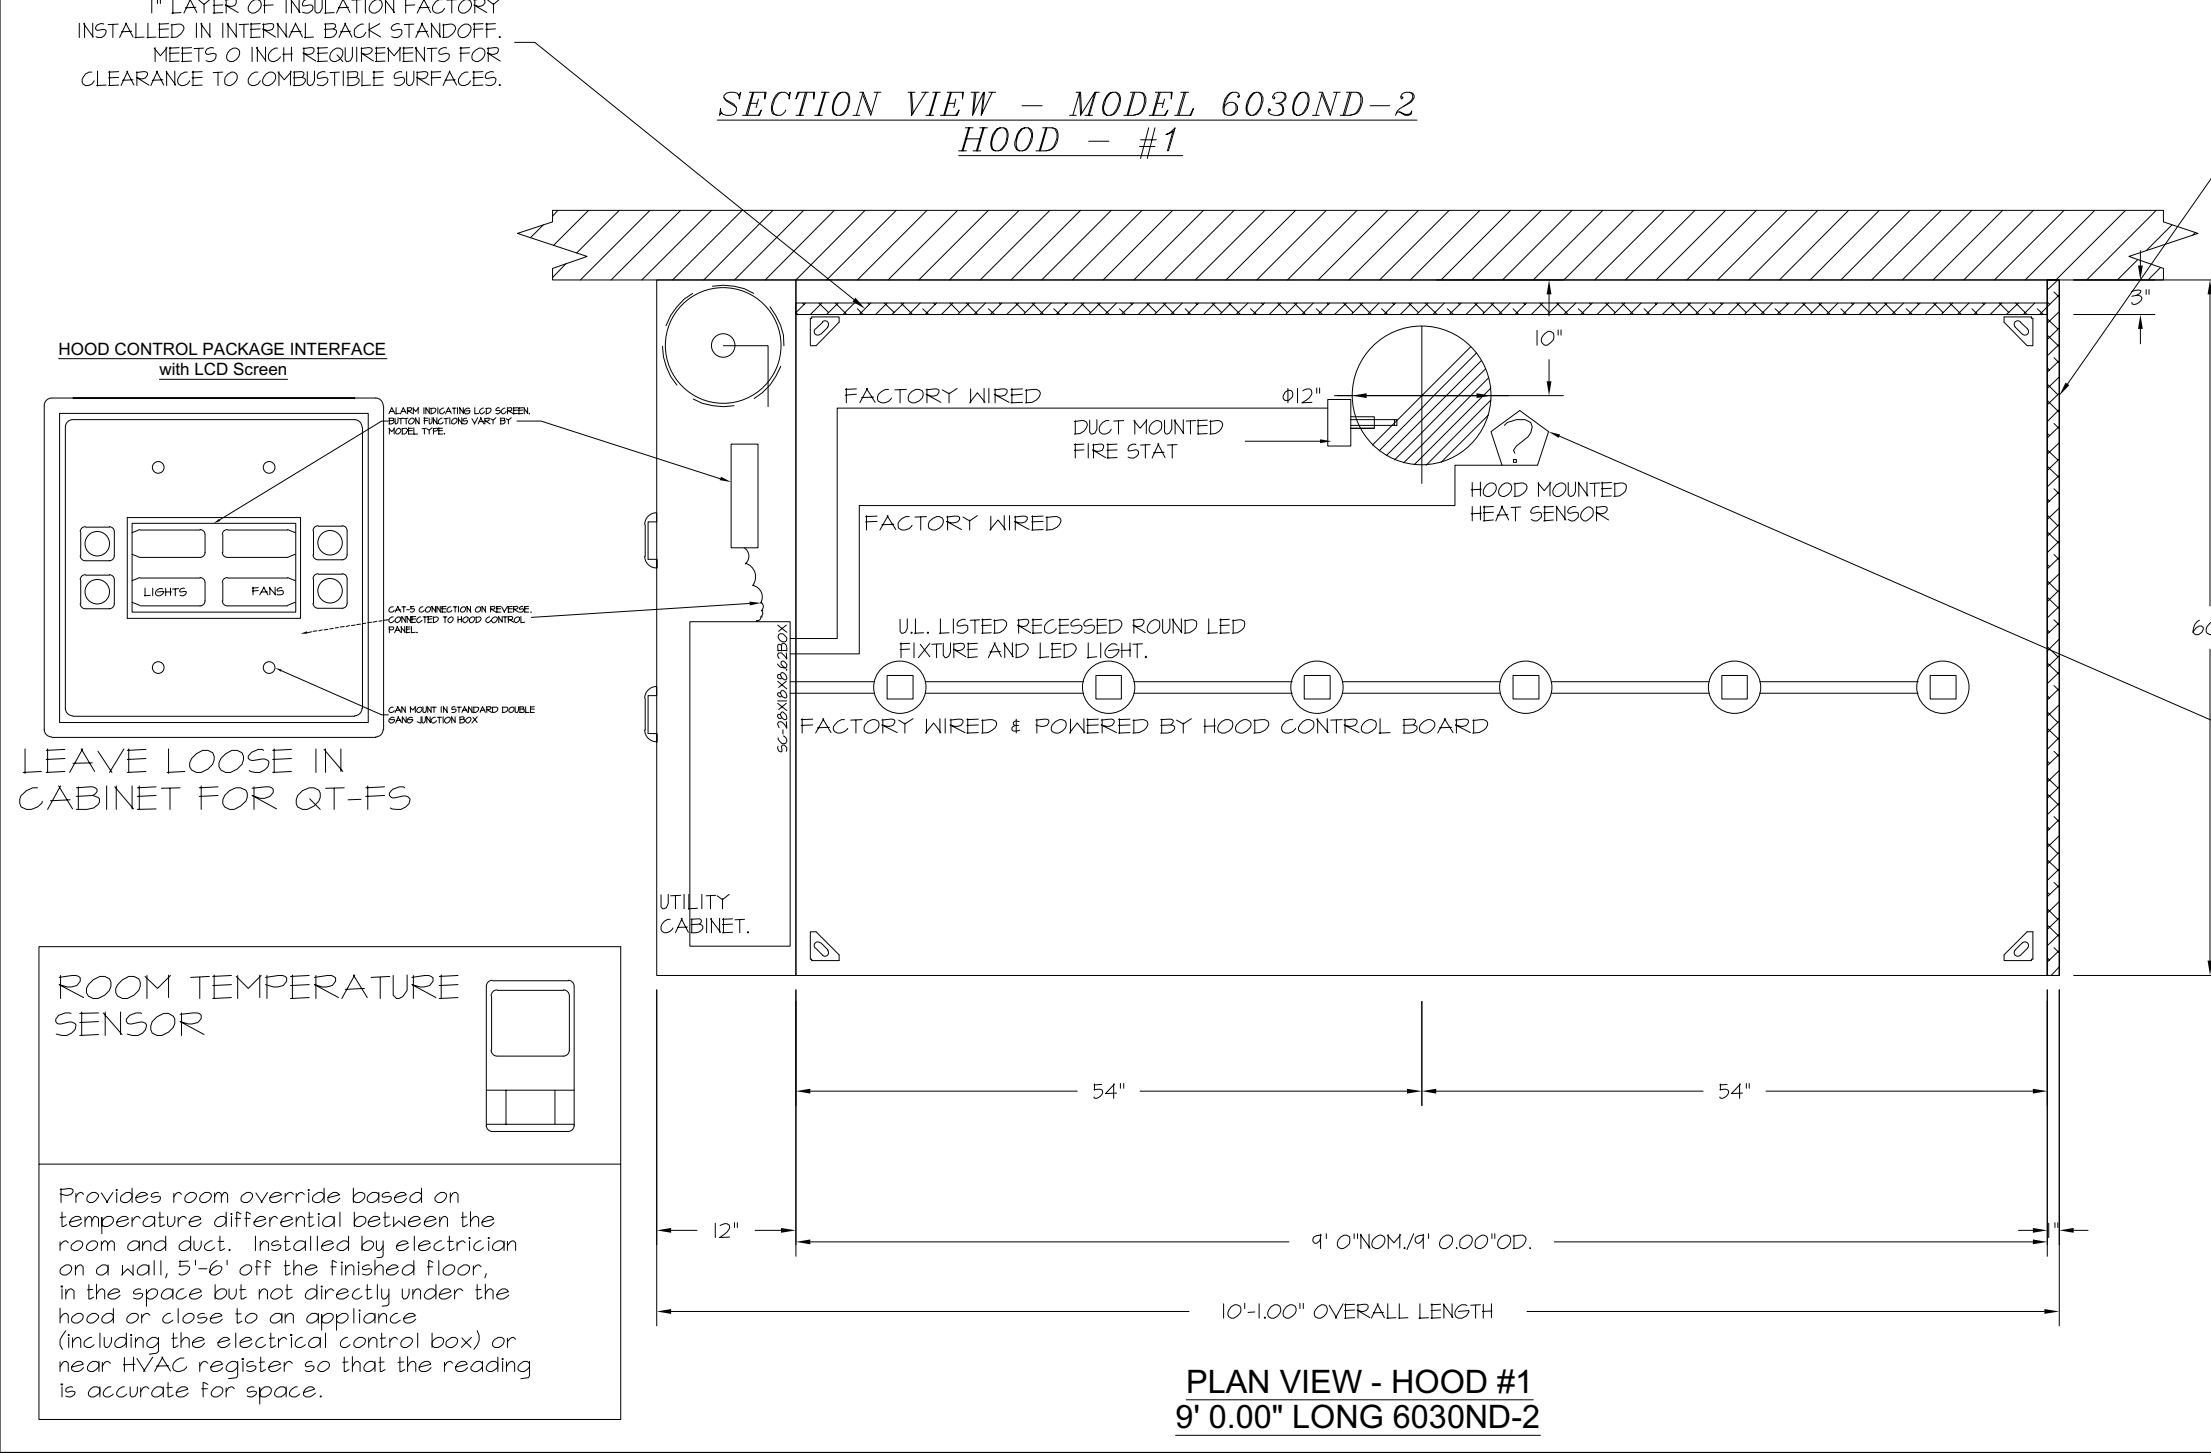 1" LAYER OF INSULATION FACTORY
INSTALLED IN INTERNAL BACK STANDOFF.
MEETS 0 INCH REQUIREMENTS FOR
CLEARANCE TO COMBUSTIBLE SURFACES.
SECTION VIEW - MODEL 6030ND-2
HOOD - #1
3"
10"
HOOD CONTROL PACKAGE INTERFACE
with LCD Screen
ALARM INDICATING LCD SCREEN.
BUTTON FUNCTIONS VARY BY
MODEL TYPE.
LIGHTS
FANS
CAT-5 CONNECTION ON REVERSE.
CONNECTED TO HOOD CONTROL
PANEL.
CAN MOUNT IN STANDARD DOUBLE
GANG JUNCTION BOX
LEAVE LOOSE IN
CABINET FOR QT-FS
FACTORY WIRED
Φ12"
DUCT MOUNTED
FIRE STAT
?
HOOD MOUNTED
HEAT SENSOR
FACTORY WIRED
U.L. LISTED RECESSED ROUND LED
FIXTURE AND LED LIGHT.
SC-28X18X8.62BOX
FACTORY WIRED & POWERED BY HOOD CONTROL BOARD
UTILITY
CABINET.
ROOM TEMPERATURE
SENSOR
Provides room override based on
temperature differential between the
room and duct. Installed by electrician
on a wall, 5'-6' off the finished floor,
in the space but not directly under the
hood or close to an appliance
(including the electrical control box) or
near HVAC register so that the reading
is accurate for space.
54"
54"
12"
9' 0"NOM./9' 0.00"OD.
1"
10'-1.00" OVERALL LENGTH
PLAN VIEW - HOOD #1
9' 0.00" LONG 6030ND-2